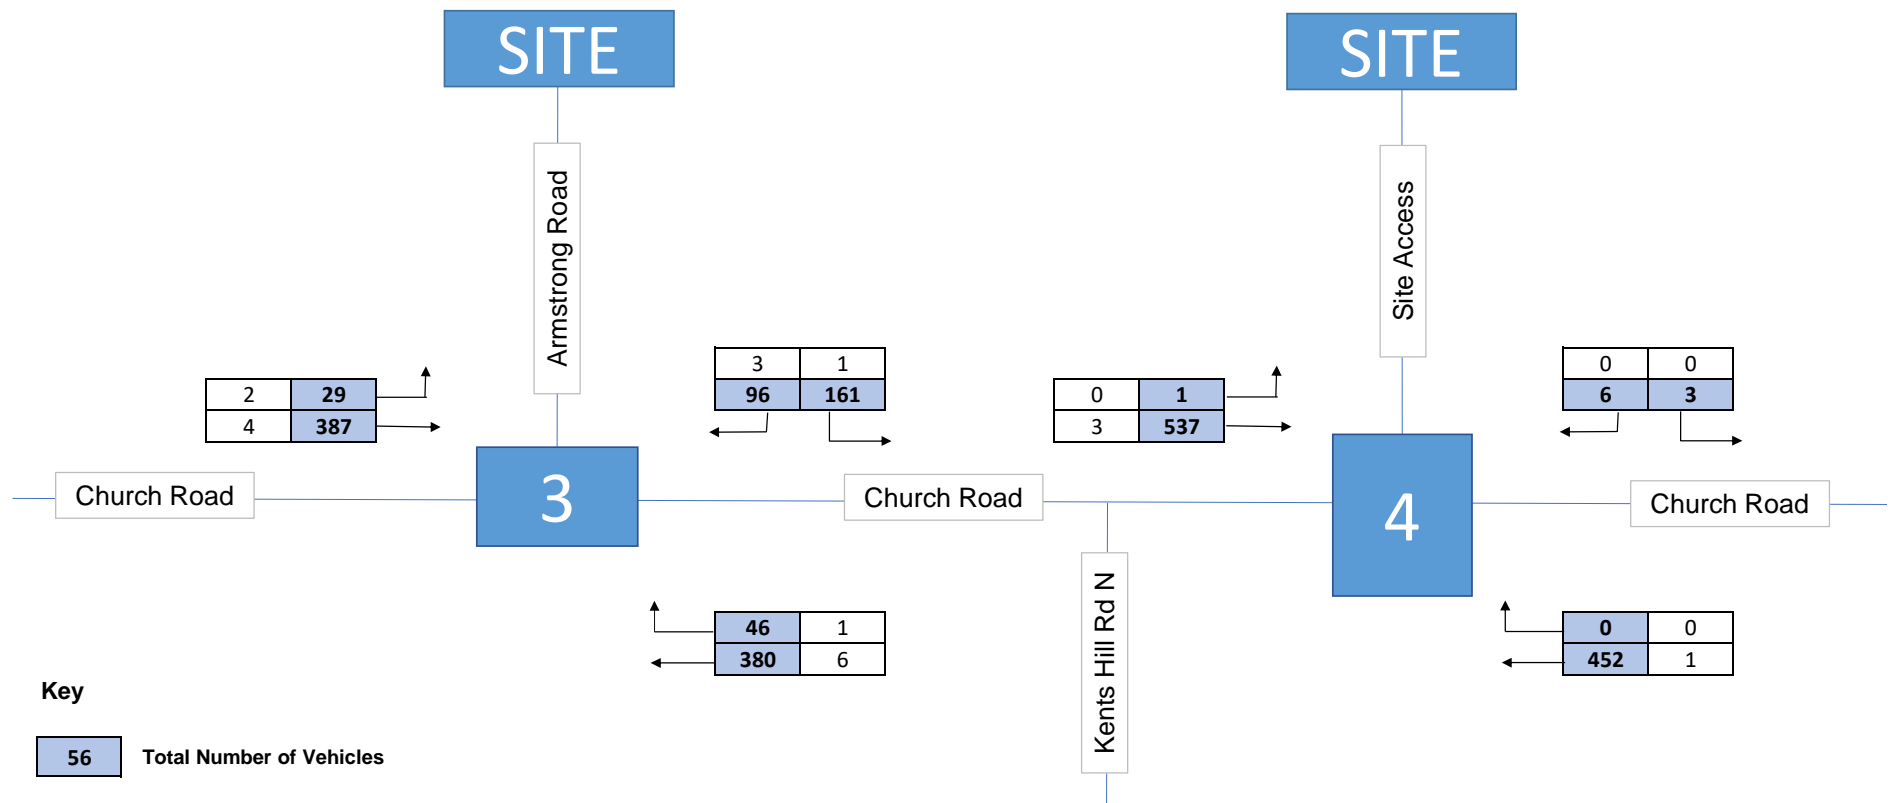 SITE
SITE
Armstrong Road
Site Access
3 1
96 161
0 0
6 3
2 29
4 387
0 1
3 537
Church Road
3
Church Road
4
Church Road
Kents Hill Rd N
46 1
380 6
0 0
452 1
Key
56 Total Number of Vehicles